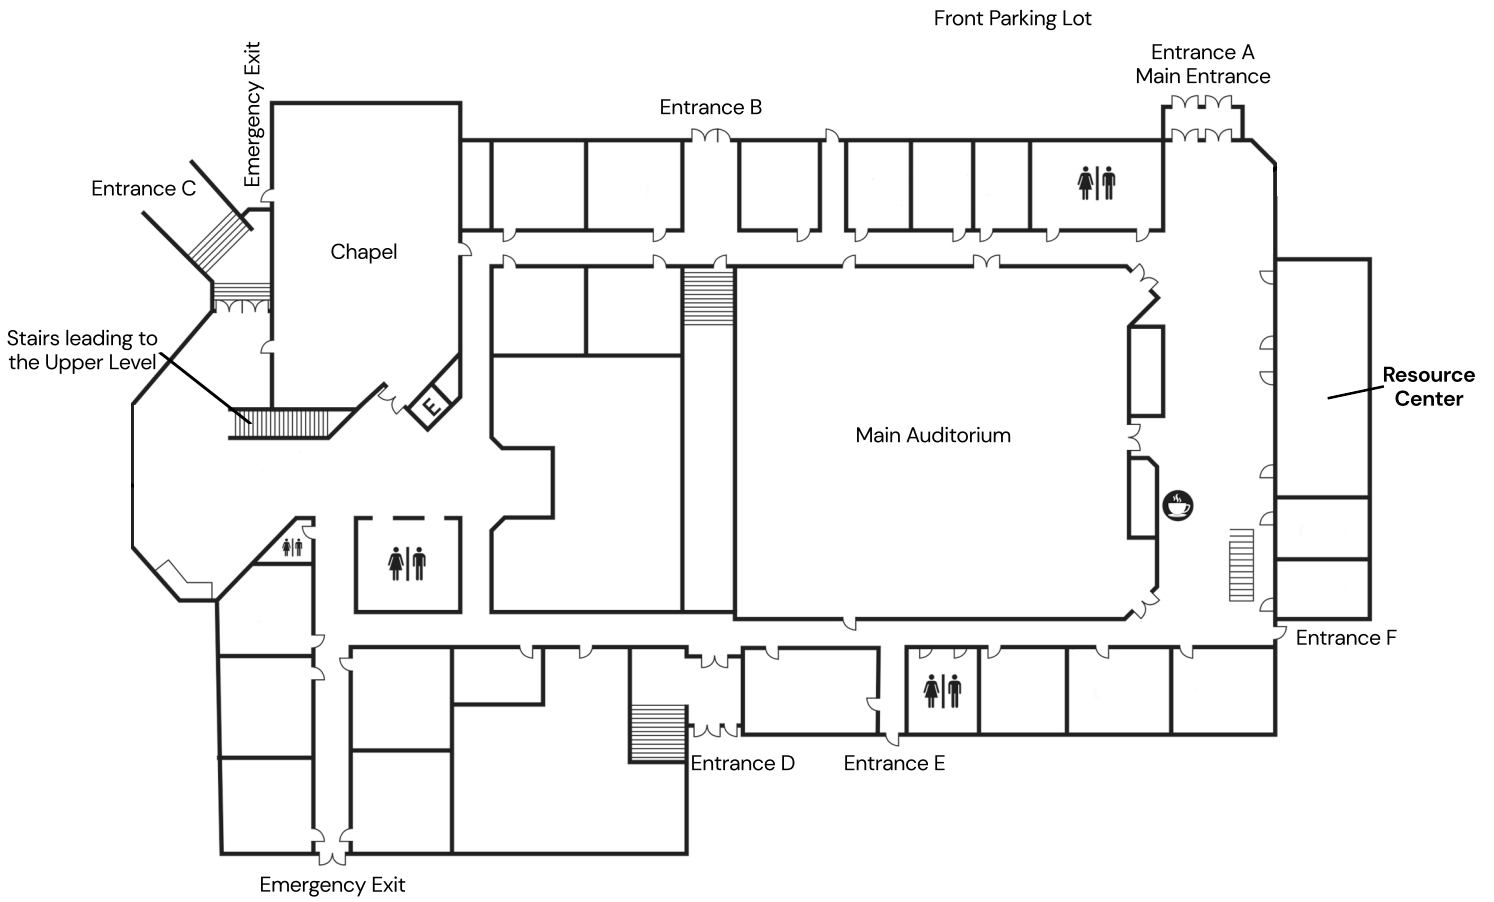 Front Parking Lot
Entrance A
Main Entrance
Emergency Exit
Entrance B
Entrance C
Chapel
Stairs leading to
the Upper Level
E
Main Auditorium
Resource
Center
Entrance F
Entrance D
Entrance E
Emergency Exit